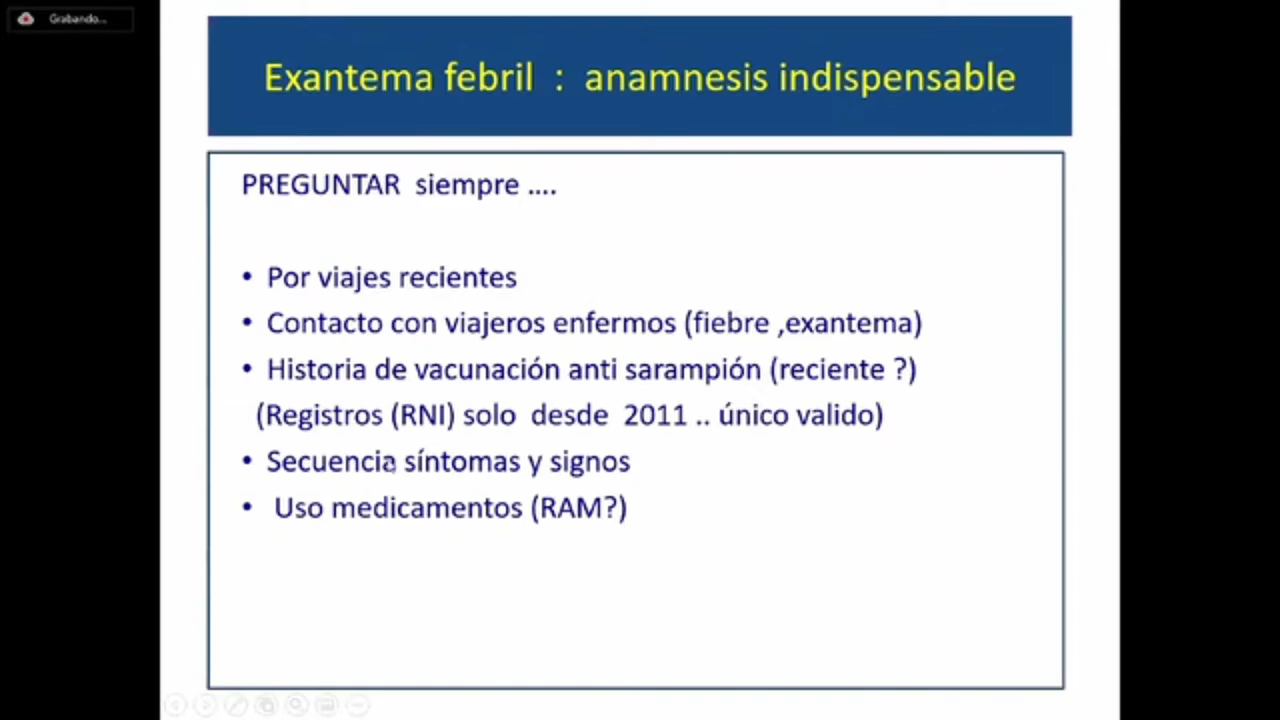 Grabando...
Exantema febril : anamnesis indispensable
PREGUNTAR siempre ....
• Por viajes recientes
• Contacto con viajeros enfermos (fiebre ,exantema)
• Historia de vacunación anti sarampión (reciente ?)
(Registros (RNI) solo desde 2011 .. único valido)
• Secuencia síntomas y signos
• Uso medicamentos (RAM?)